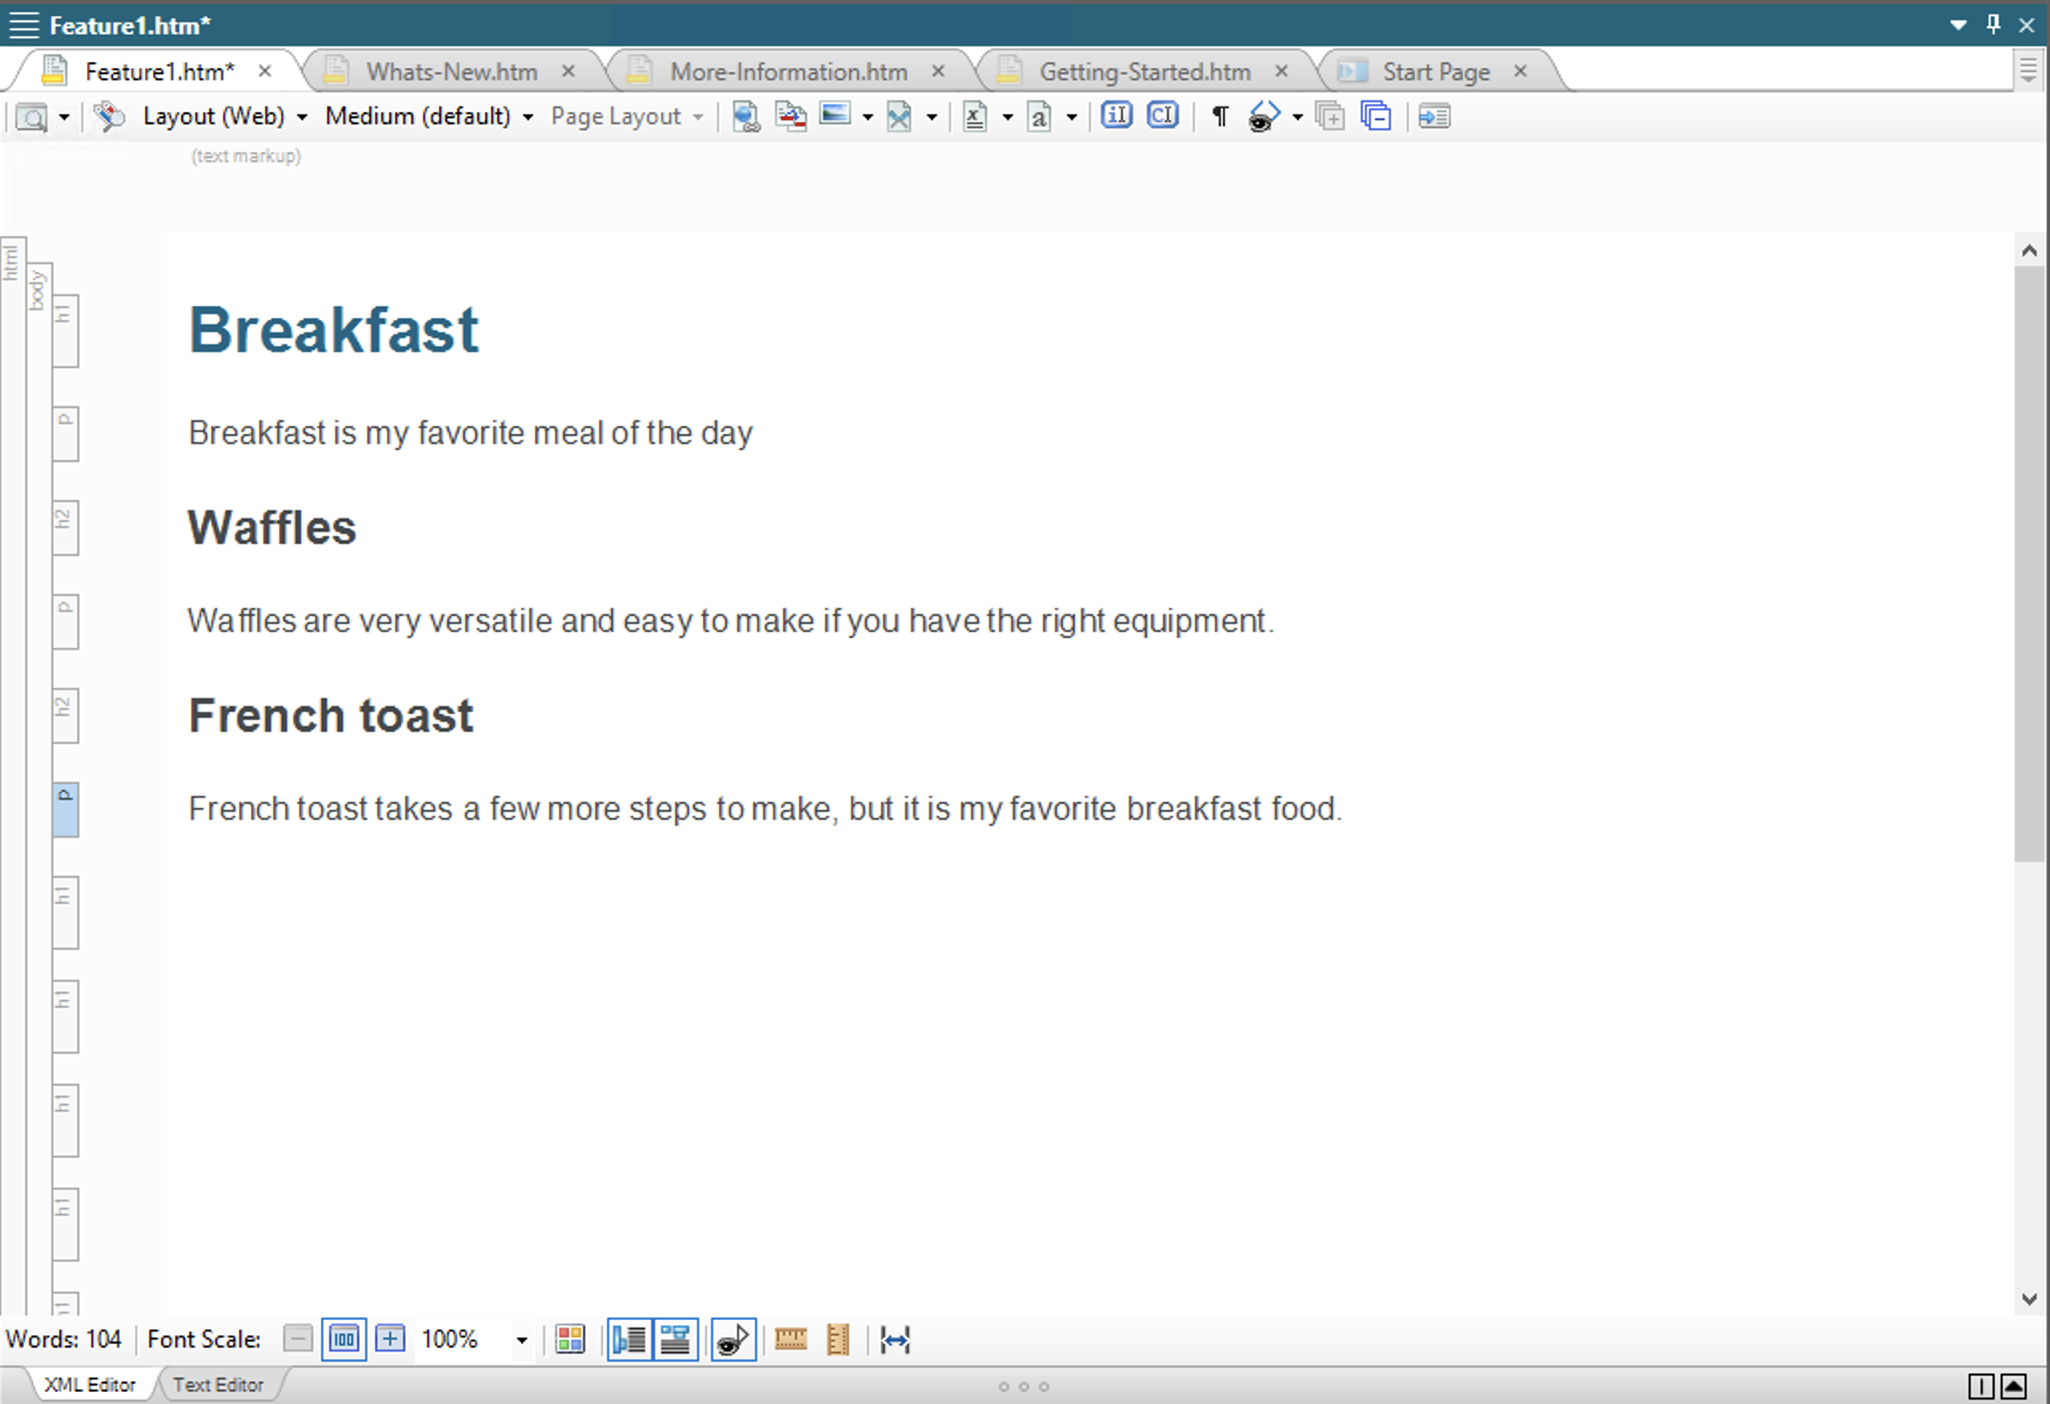 Feature1.htm*
Feature1.htm* Whats-New.htm More-Information.htm Getting-Started.htm Start Page
Layout (Web) Medium (default) Page Layout
(text markup)
html
body
h1
Breakfast
p
Breakfast is my favorite meal of the day
h2
Waffles
p
Waffles are very versatile and easy to make if you have the right equipment.
h2
French toast
p
French toast takes a few more steps to make, but it is my favorite breakfast food.
h1
h1
h1
h1
h1
Words: 104 Font Scale: 100 100%
XML Editor Text Editor